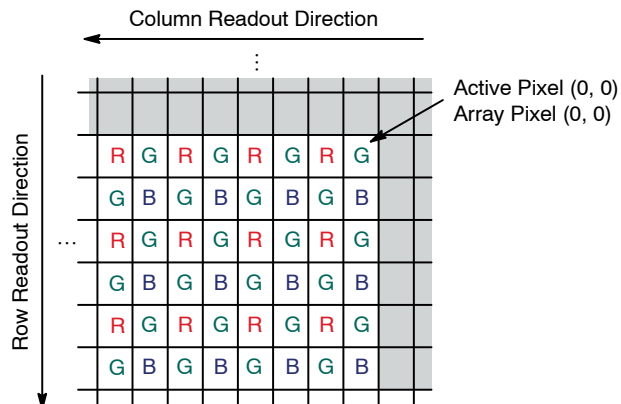 Column Readout Direction
⋮
Active Pixel (0, 0)
Array Pixel (0, 0)
Row Readout Direction
R G R G R G R G
G B G B G B G B
... R G R G R G R G
G B G B G B G B
R G R G R G R G
G B G B G B G B